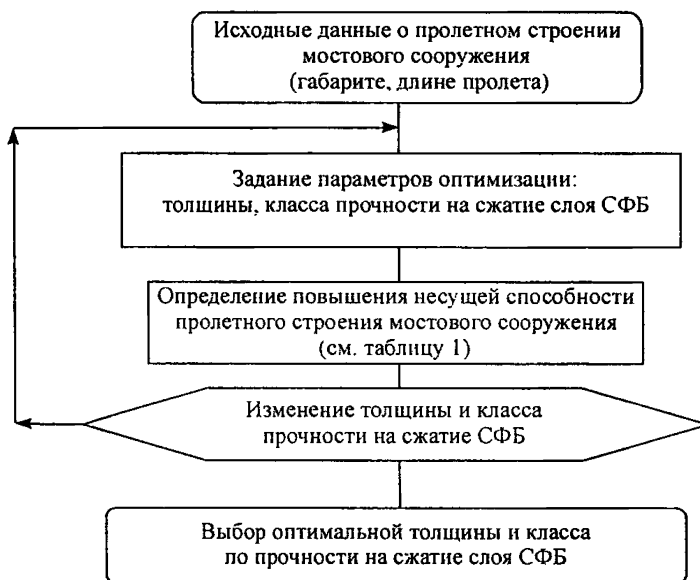 Исходные данные о пролетном строении
мостового сооружения
(габарите, длине пролета)
Задание параметров оптимизации:
толщины, класса прочности на сжатие слоя СФБ
Определение повышения несущей способности
пролетного строения мостового сооружения
(см. таблицу 1)
Изменение толщины и класса
прочности на сжатие СФБ
Выбор оптимальной толщины и класса
по прочности на сжатие слоя СФБ